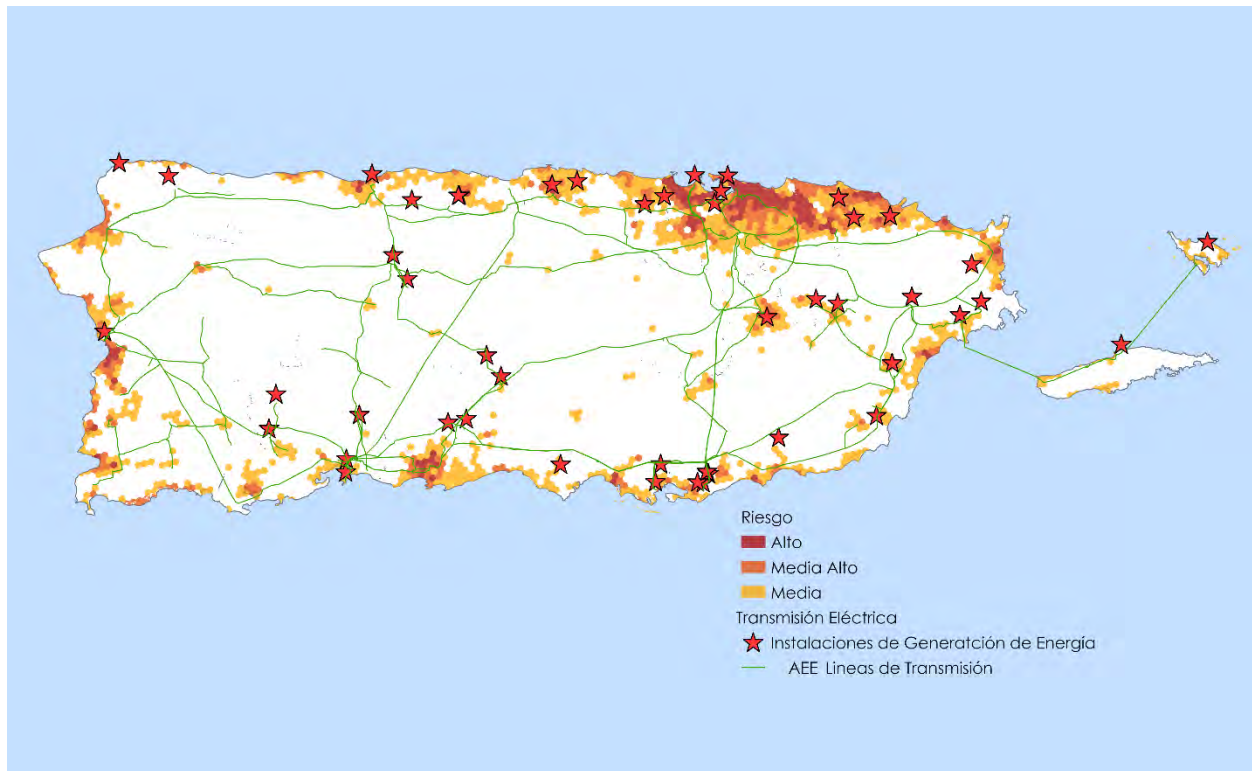 Riesgo
Alto
Media Alto
Media
Transmisión Eléctrica
Instalaciones de Generatción de Energía
AEE Lineas de Transmisión